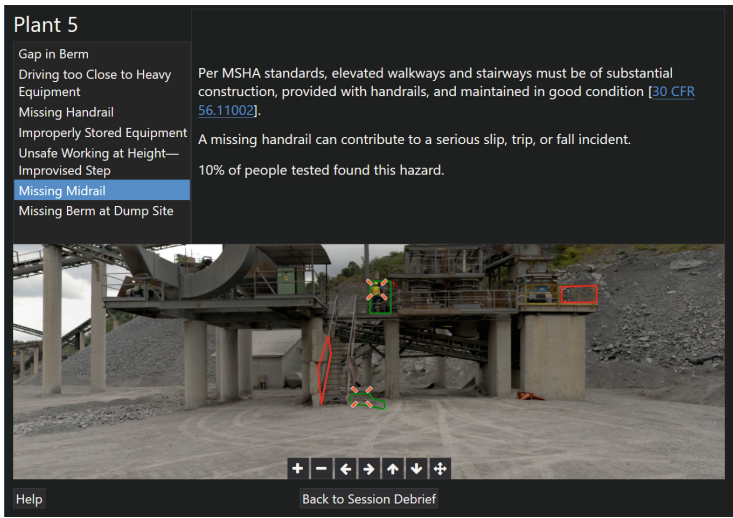 Plant 5
Gap in Berm
Driving too Close to Heavy
Equipment
Missing Handrail
Improperly Stored Equipment
Unsafe Working at Height—
Improvised Step
Missing Midrail
Missing Berm at Dump Site
Per MSHA standards, elevated walkways and stairways must be of substantial
construction, provided with handrails, and maintained in good condition [30 CFR
56.11002].
A missing handrail can contribute to a serious slip, trip, or fall incident.
10% of people tested found this hazard.
Help
Back to Session Debrief